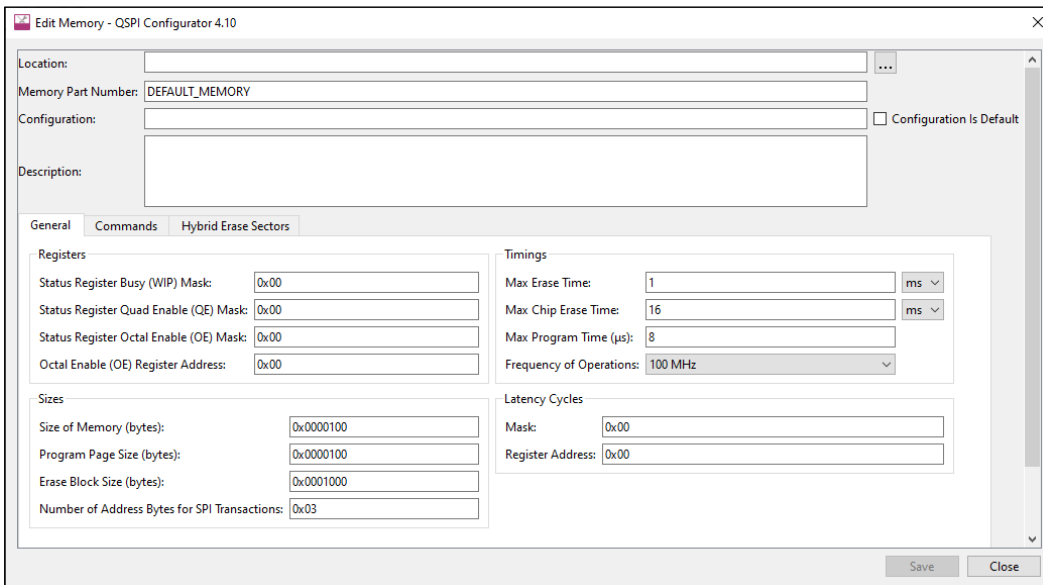 Edit Memory - QSPI Configurator 4.10
Location:
...
Memory Part Number: DEFAULT_MEMORY
Configuration:
Configuration Is Default
Description:
General Commands Hybrid Erase Sectors
Registers
Status Register Busy (WIP) Mask: 0x00
Status Register Quad Enable (QE) Mask: 0x00
Status Register Octal Enable (OE) Mask: 0x00
Octal Enable (OE) Register Address: 0x00
Timings
Max Erase Time: 1 ms
Max Chip Erase Time: 16 ms
Max Program Time (µs): 8
Frequency of Operations: 100 MHz
Sizes
Size of Memory (bytes): 0x0000100
Program Page Size (bytes): 0x0000100
Erase Block Size (bytes): 0x0001000
Number of Address Bytes for SPI Transactions: 0x03
Latency Cycles
Mask: 0x00
Register Address: 0x00
Save Close